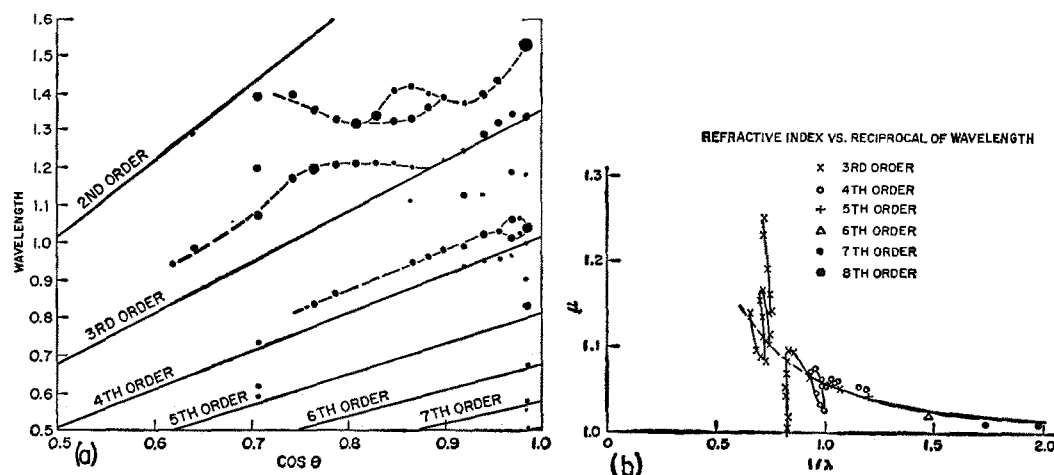 1.6
1.5
1.4
1.3
1.2
1.1
1.0
0.9
0.8
0.7
0.6
0.5
WAVELENGTH
2ND ORDER
3RD ORDER
4TH ORDER
5TH ORDER
6TH ORDER
7TH ORDER
0.5
0.6
0.7
0.8
0.9
1.0
(a)
COS θ
REFRACTIVE INDEX VS. RECIPROCAL OF WAVELENGTH
× 3RD ORDER
○ 4TH ORDER
+ 5TH ORDER
△ 6TH ORDER
● 7TH ORDER
● 8TH ORDER
1.3
1.2
1.1
1.0
μ
0
0.5
1.0
1.5
2.0
(b)
1/λ